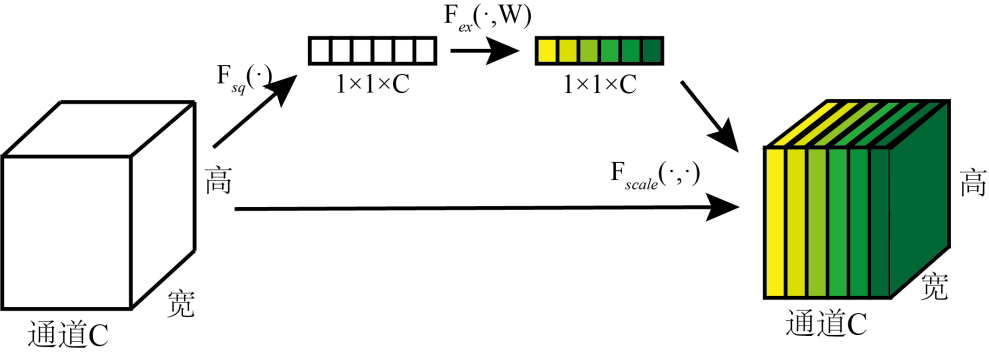 F_ex(·,W)
F_sq(·)
1×1×C
1×1×C
高
F_scale(·,·)
高
宽
通道C
宽
通道C